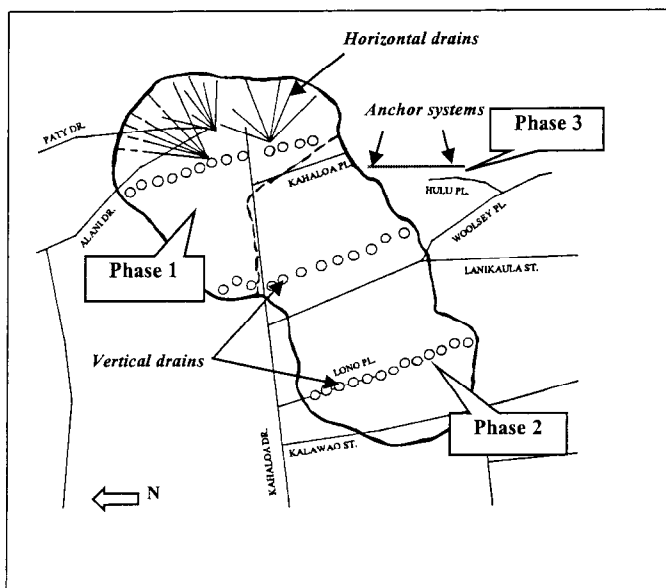 Horizontal drains
Anchor systems
Phase 3
PATY DR.
KAHALOA PL.
HULU PL.
ALANI DR.
WOOLSEY PL.
Phase 1
LANIKAULA ST.
Vertical drains
LONO PL.
Phase 2
KAHALOA DR.
KALAWAO ST.
N